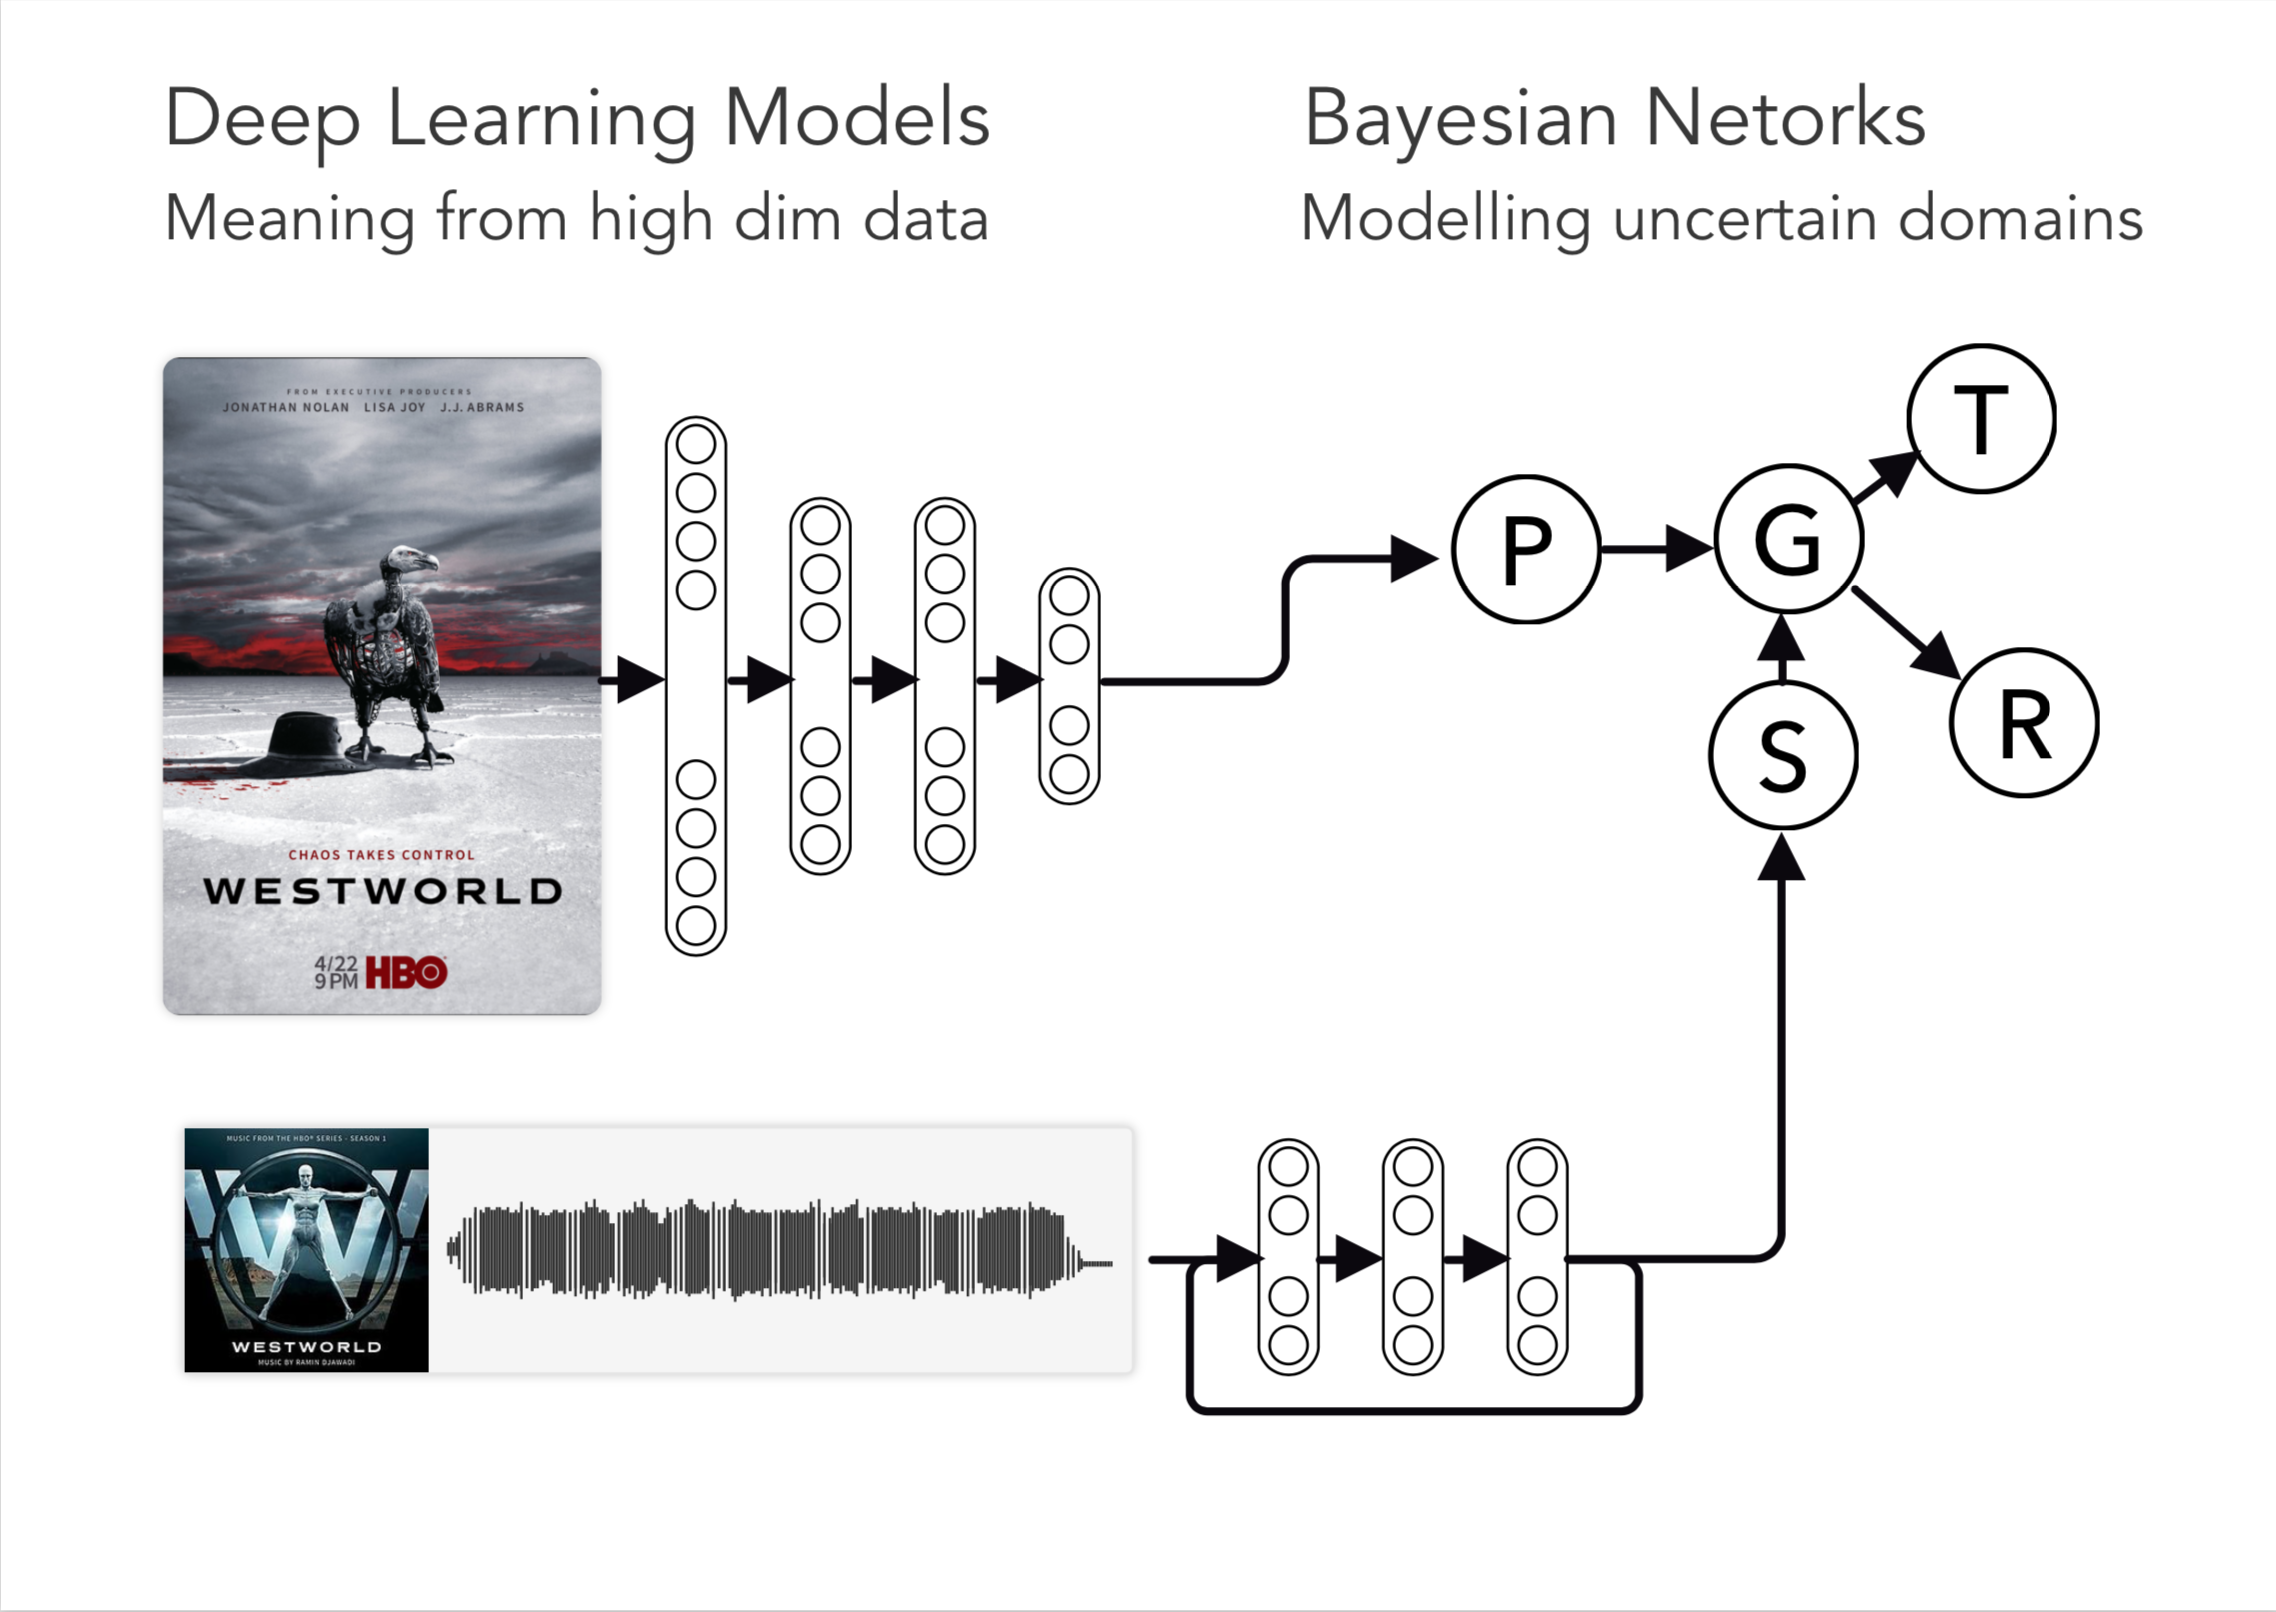 Deep Learning Models
Meaning from high dim data
Bayesian Netorks
Modelling uncertain domains
FROM EXECUTIVE PRODUCERS
JONATHAN NOLAN LISA JOY J.J. ABRAMS
CHAOS TAKES CONTROL
WESTWORLD
4/22
9 PM HBO
T
P
G
S
R
MUSIC FROM THE HBO® SERIES - SEASON 1
WESTWORLD
MUSIC BY RAMIN DJAWADI